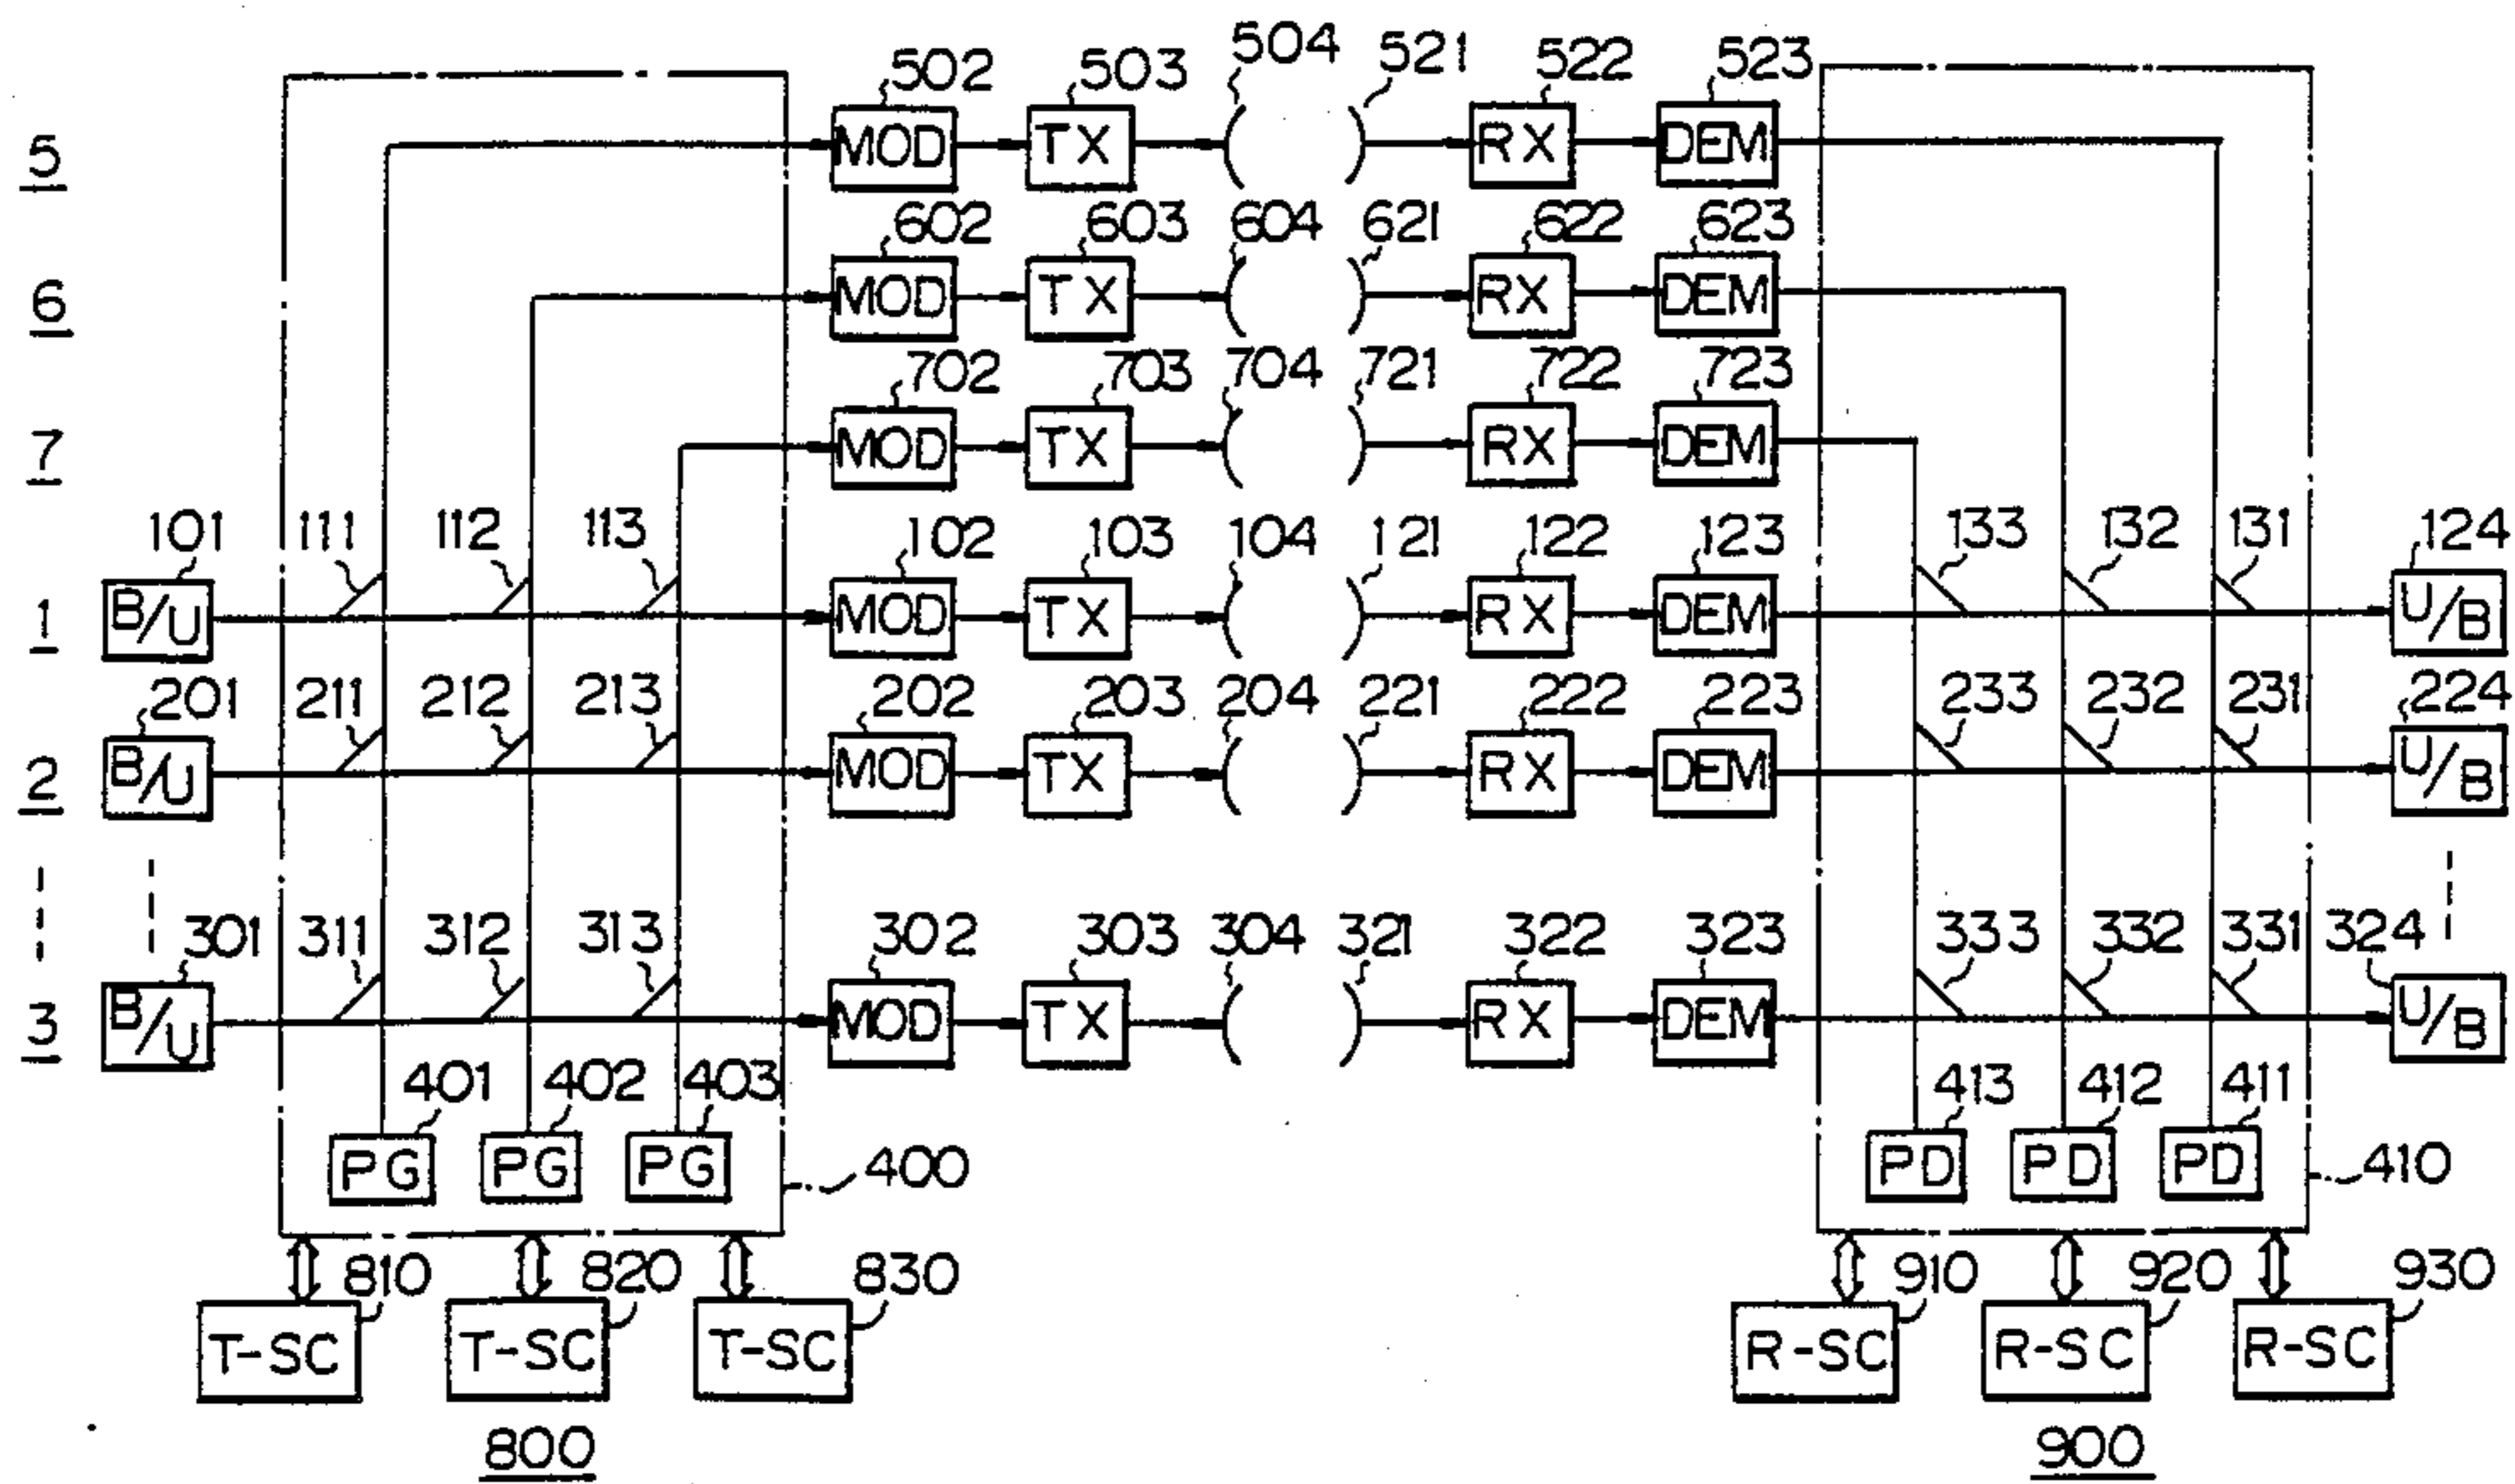 502 503 504 521 522 523
5 MOD TX RX DEM
602 603 604 621 622 623
6 MOD TX RX DEM
702 703 704 721 722 723
7 MOD TX RX DEM
101 111 112 113 102 103 104 121 122 123 133 132 131 124
1 B/U MOD TX RX DEM U/B
201 211 212 213 202 203 204 221 222 223 233 232 231 224
2 B/U MOD TX RX DEM U/B
301 311 312 313 302 303 304 321 322 323 333 332 331 324
3 B/U MOD TX RX DEM U/B
401 402 403 413 412 411
PG PG PG 400 PD PD PD 410
810 820 830 910 920 930
T-SC T-SC T-SC R-SC R-SC R-SC
800 900